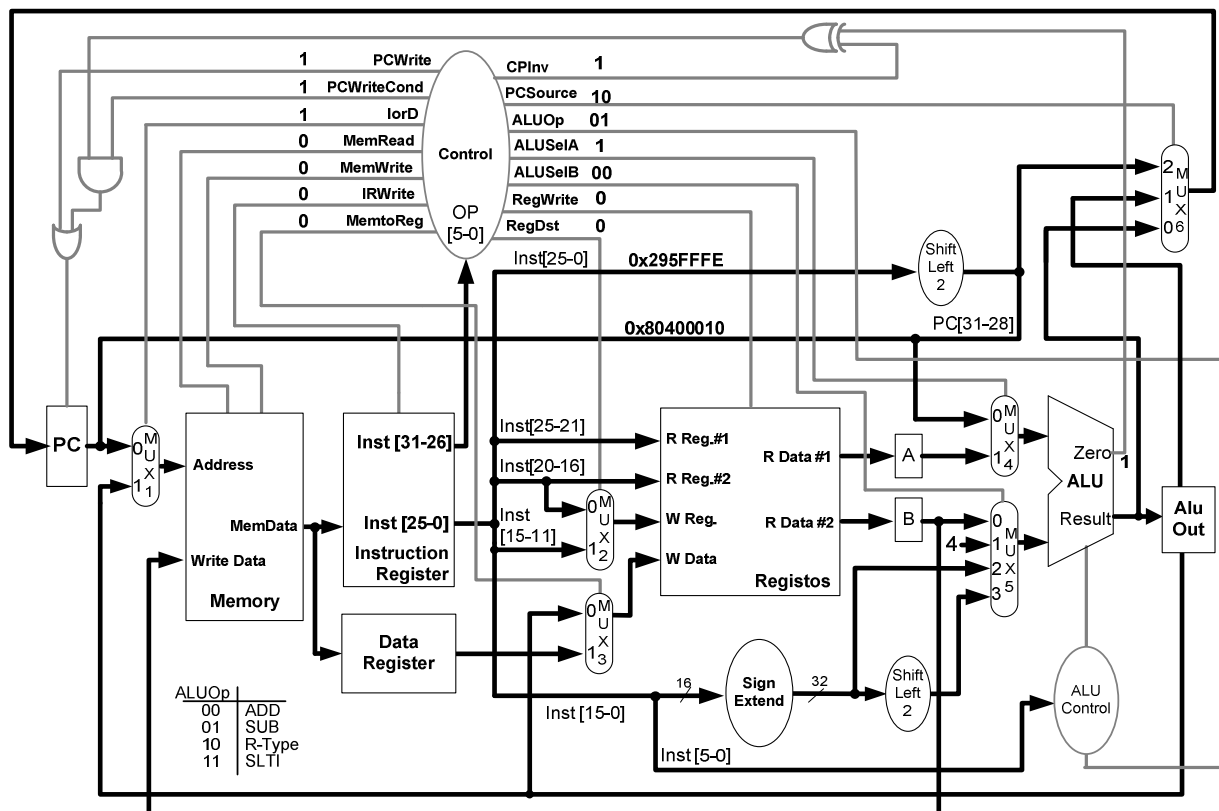 1 PCWrite
1 PCWriteCond
1 IorD
0 MemRead
0 MemWrite
0 IRWrite
0 MemtoReg
Control
OP
[5-0]
CPInv 1
PCSource 10
ALUOp 01
ALUSelA 1
ALUSelB 00
RegWrite 0
RegDst 0
2
1
0
M
U
X
6
Inst[25-0]
0x295FFFE
Shift
Left
2
PC[31-28]
0x80400010
PC
0
1
M
U
X
1
Address
MemData
Write Data
Memory
Inst [31-26]
Inst [25-0]
Instruction
Register
Data
Register
Inst[25-21]
Inst[20-16]
Inst
[15-11]
0
1
M
U
X
2
0
1
M
U
X
3
R Reg.#1
R Reg.#2
W Reg.
W Data
R Data #1
R Data #2
Registos
A
B
0
1
M
U
X
4
4
0
1
2
3
M
U
X
5
Zero
1
ALU
Result
Alu
Out
Inst [15-0]
16
Sign
Extend
32
Shift
Left
2
ALU
Control
Inst [5-0]
ALUOp
00 ADD
01 SUB
10 R-Type
11 SLTI